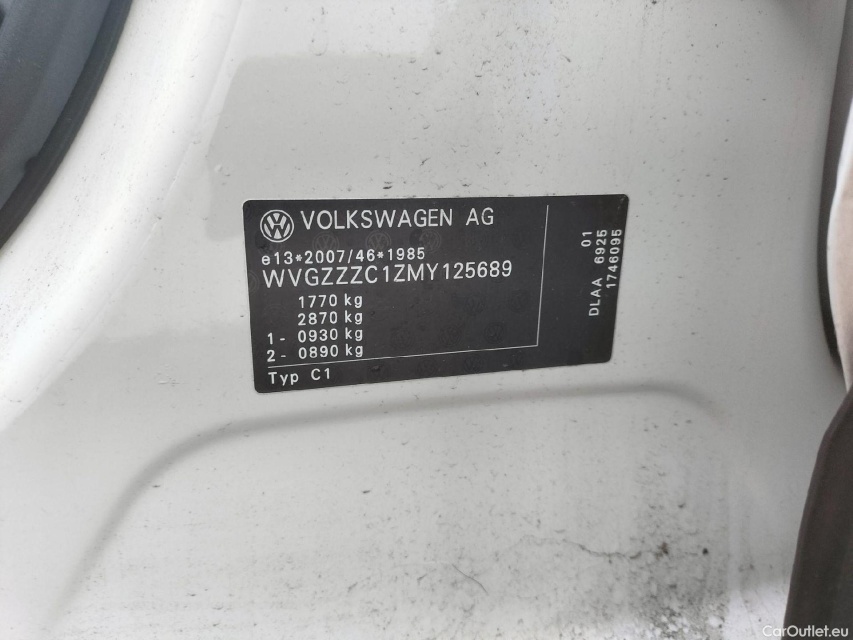 VOLKSWAGEN AG
e13*2007/46*1985
WVGZZZC1ZMY125689
1770 kg
2870 kg
1- 0930 kg
2- 0890 kg
Typ C1
01
DLAA 6925
1746095
CarOutlet.eu